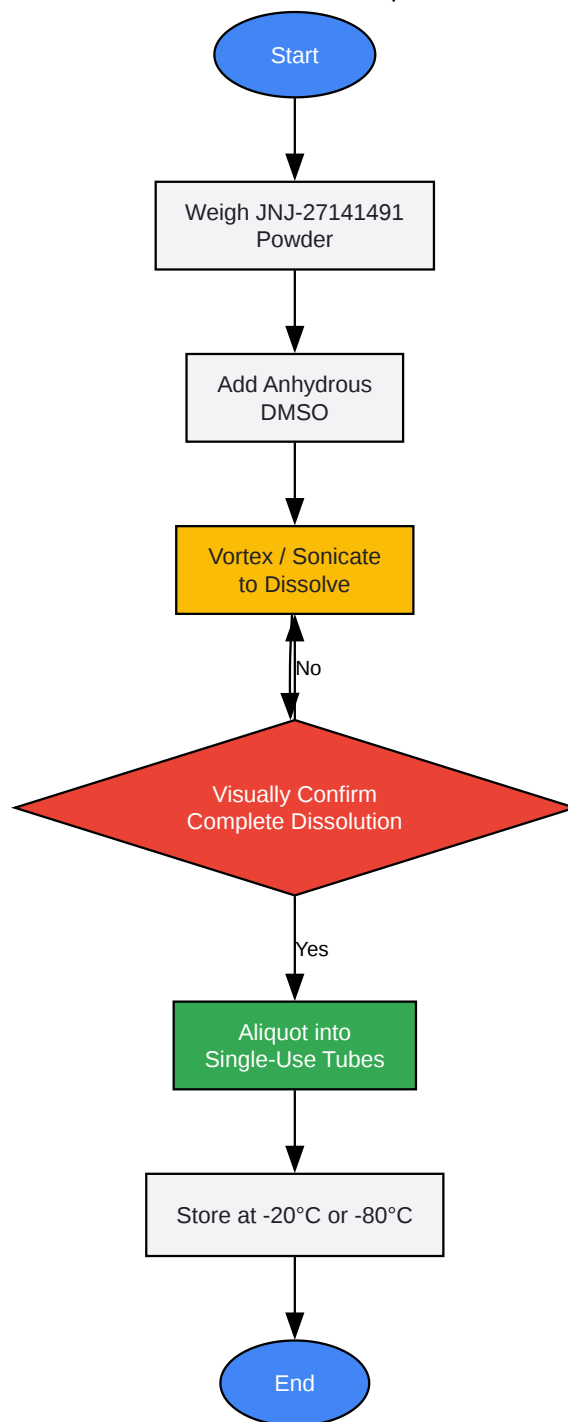 Start
Weigh JNJ-27141491
Powder
Add Anhydrous
DMSO
Vortex / Sonicate
to Dissolve
No
Visually Confirm
Complete Dissolution
Yes
Aliquot into
Single-Use Tubes
Store at -20°C or -80°C
End